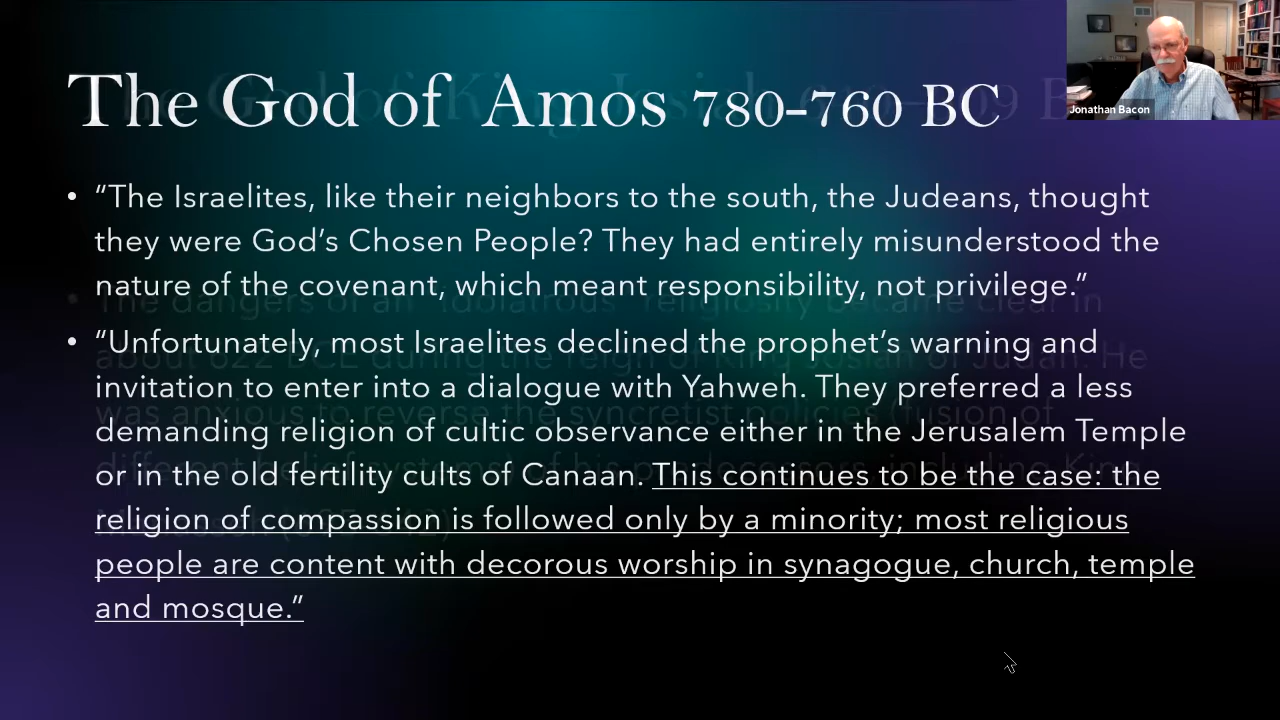 The God of Amos 780–760 BC
Jonathan Bacon
• “The Israelites, like their neighbors to the south, the Judeans, thought
they were God’s Chosen People? They had entirely misunderstood the
nature of the covenant, which meant responsibility, not privilege.”
• “Unfortunately, most Israelites declined the prophet’s warning and
invitation to enter into a dialogue with Yahweh. They preferred a less
demanding religion of cultic observance either in the Jerusalem Temple
or in the old fertility cults of Canaan. This continues to be the case: the
religion of compassion is followed only by a minority; most religious
people are content with decorous worship in synagogue, church, temple
and mosque.”